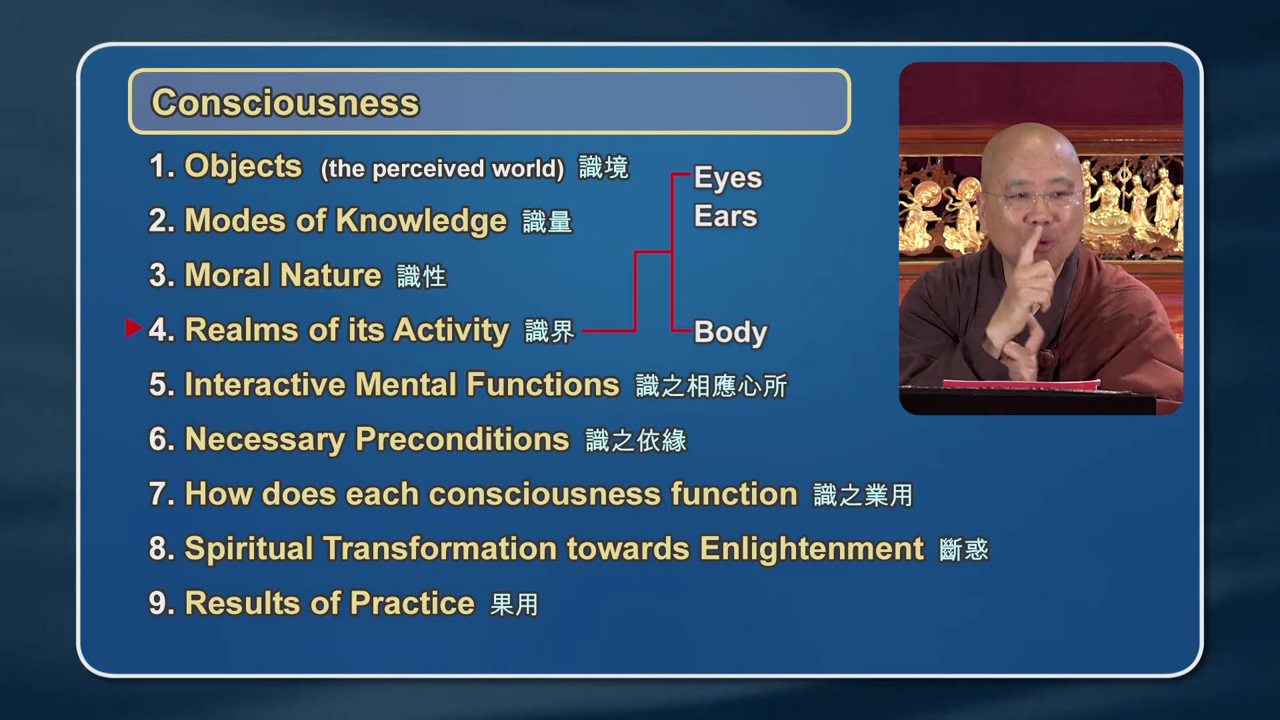 Consciousness
1. Objects (the perceived world) 識境
2. Modes of Knowledge 識量
3. Moral Nature 識性
4. Realms of its Activity 識界
Eyes
Ears
Body
5. Interactive Mental Functions 識之相應心所
6. Necessary Preconditions 識之依緣
7. How does each consciousness function 識之業用
8. Spiritual Transformation towards Enlightenment 斷惑
9. Results of Practice 果用